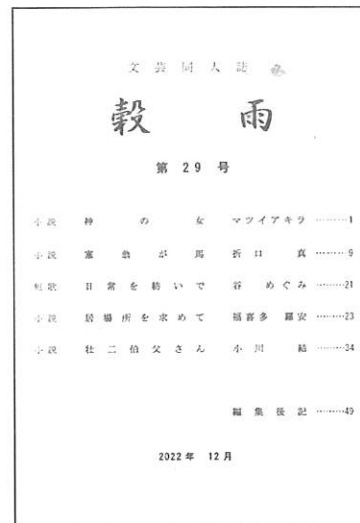 文芸同人誌
穀雨
第29号
小説 神の女 マツイアキラ ………1
小説 塞翁が馬 折口 真 ………9
短歌 日常を紡いで 谷 めぐみ ………21
小説 居場所を求めて 福喜多 羅安 ………23
小説 壮二伯父さん 小川 結 ………34
編集後記 ………49
2022年 12月